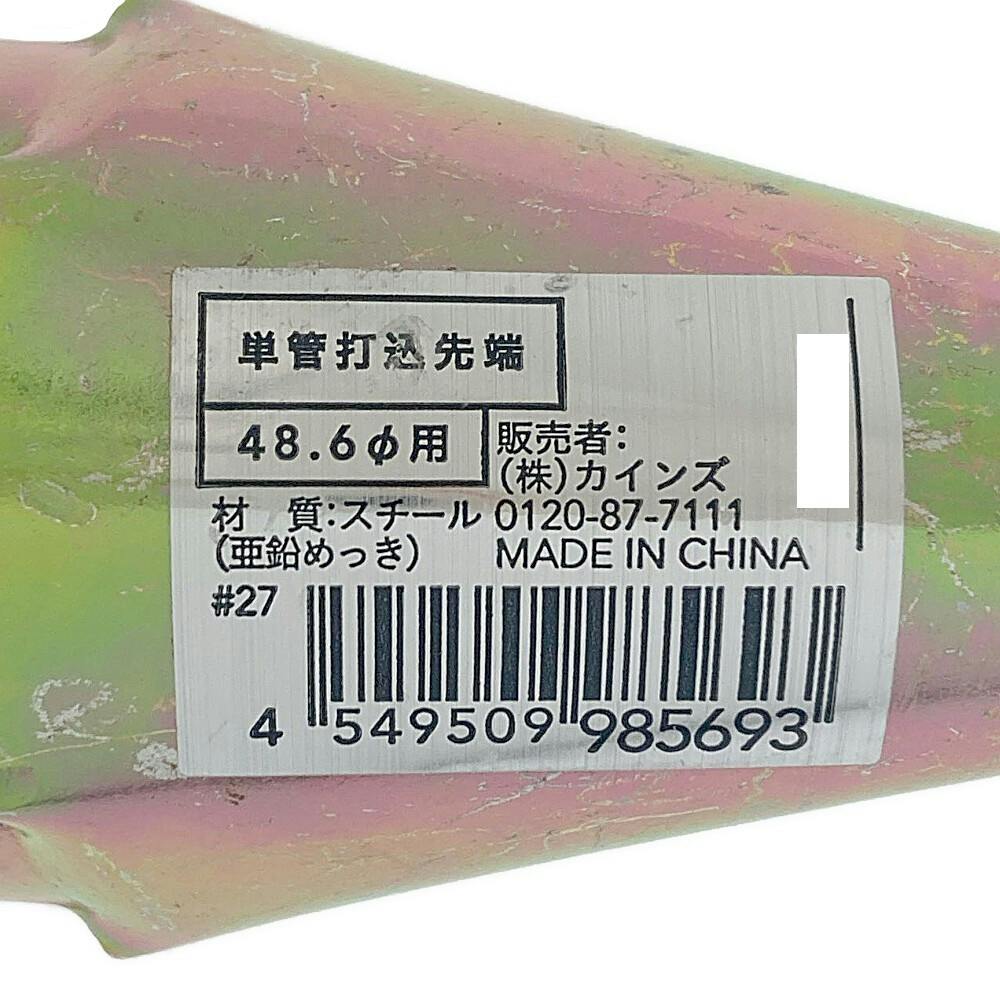 単管打込先端
48.6φ用
販売者：
(株)カインズ
材　質：スチール
0120-87-7111
(亜鉛めっき)
MADE IN CHINA
#27
4 549509 985693